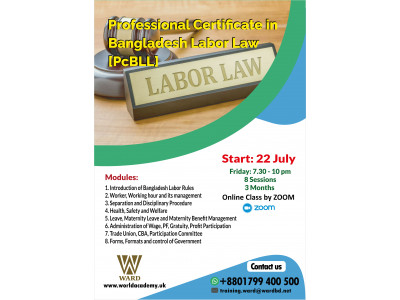 Professional Certificate in
Bangladesh Labor Law
[PcBLL]
LABOR LAW
Start: 22 July
Friday: 7.30 - 10 pm
8 Sessions
3 Months
Online Class by ZOOM
zoom
Modules:
1. Introduction of Bangladesh Labor Rules
2. Worker, Working hour and its management
3. Separation and Disciplinary Procedure
4. Health, Safety and Welfare
5. Leave, Maternity Leave and Maternity Benefit Management
6. Administration of Wage, PF, Gratuity, Profit Participation
7. Trade Union, CBA, Participation Committee
8. Forms, Formats and control of Government
WARD
www.worldacademy.uk
Contact us
+8801799 400 500
training.ward@wardbd.net